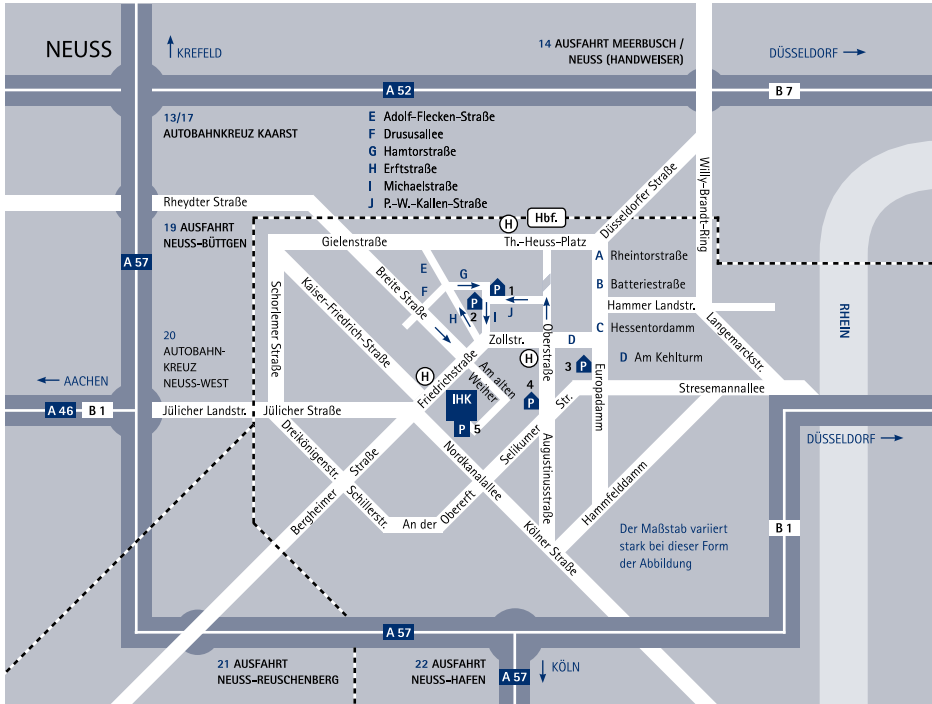 NEUSS
KREFELD
14 AUSFAHRT MEERBUSCH /
NEUSS (HANDWEISER)
DÜSSELDORF
A 52
B 7
13/17
AUTOBAHNKREUZ KAARST
E Adolf-Flecken-Straße
F Drususallee
G Hamtorstraße
H Erftstraße
I Michaelstraße
J P.-W.-Kallen-Straße
Rheydter Straße
Düsseldorfer Straße
Willy-Brandt-Ring
19 AUSFAHRT
NEUSS-BÜTTGEN
H
Hbf.
Gielenstraße
Th.-Heuss-Platz
A Rheintorstraße
A 57
E
G
B Batteriestraße
F
P 1
P
2
H
I
J
Hammer Landstr.
RHEIN
Schorlemer Straße
Kaiser-Friedrich-Straße
Breite Straße
Zollstr.
Oberstraße
D
C Hessentordamm
Langemarckstr.
20
AUTOBAHN-
KREUZ
NEUSS-WEST
D Am Kehlturm
H
3 P
H
Friedrichstraße
Am alten
Weiher
Europadamm
AACHEN
4
P
Stresemannallee
IHK
P 5
A 46
B 1
Jülicher Landstr.
Jülicher Straße
Selikumer
Str.
DÜSSELDORF
Dreikönigenstr.
Bergheimer
Straße
Nordkanalallee
Augustinusstraße
Hammfelddamm
Schillerstr.
An der
Obererft
Kölner Straße
Der Maßstab variiert
stark bei dieser Form
der Abbildung
B 1
A 57
21 AUSFAHRT
NEUSS-REUSCHENBERG
22 AUSFAHRT
NEUSS-HAFEN
KÖLN
A 57